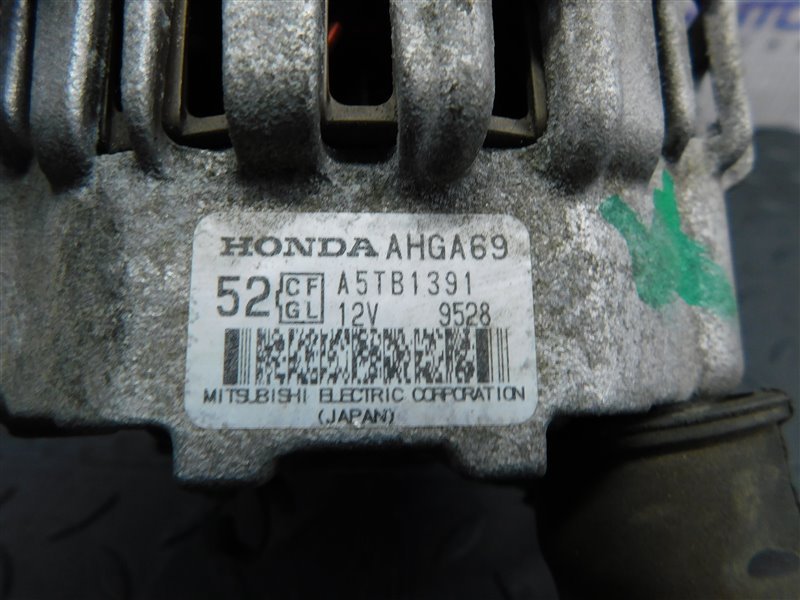 HONDA AHGA69
52 CF GL A5TB1391
12V 9528
MITSUBISHI ELECTRIC CORPORATION
(JAPAN)